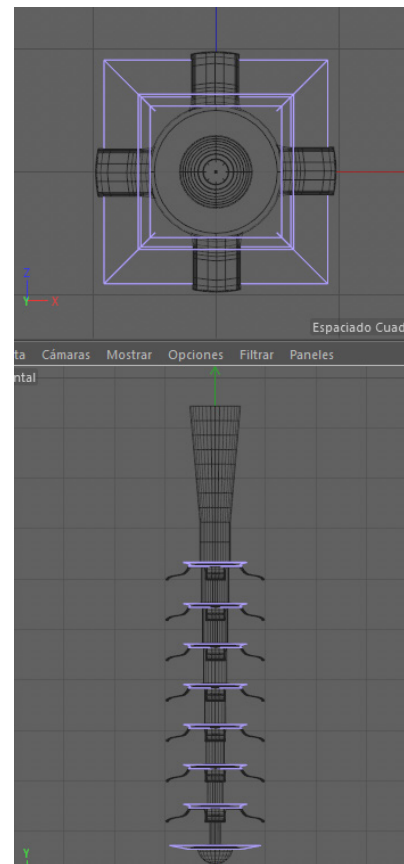 Z
Y X
Espaciado Cuad
ta Cámaras Mostrar Opciones Filtrar Paneles
ntal
Y